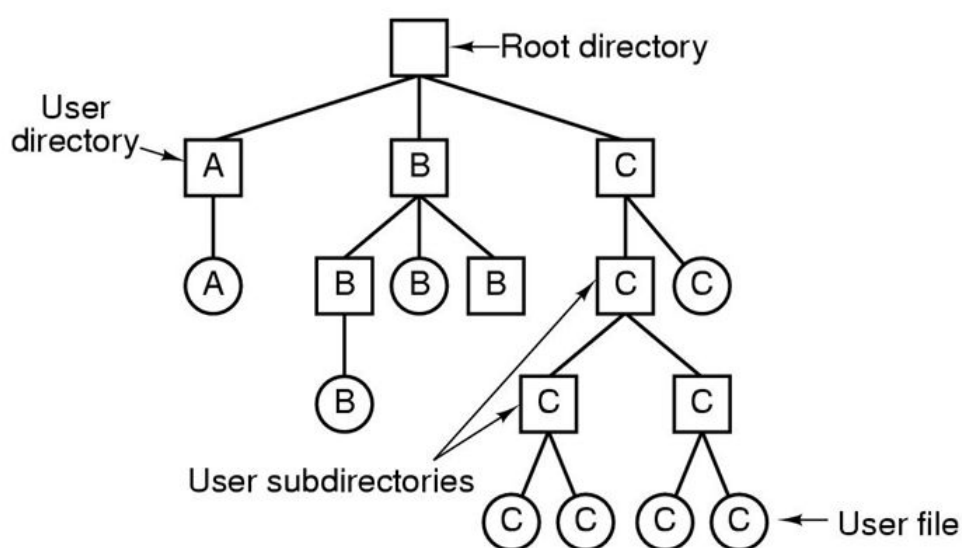 Root directory
User
directory
A B C
A B B B C C
B C C
User subdirectories
C C C C
User file